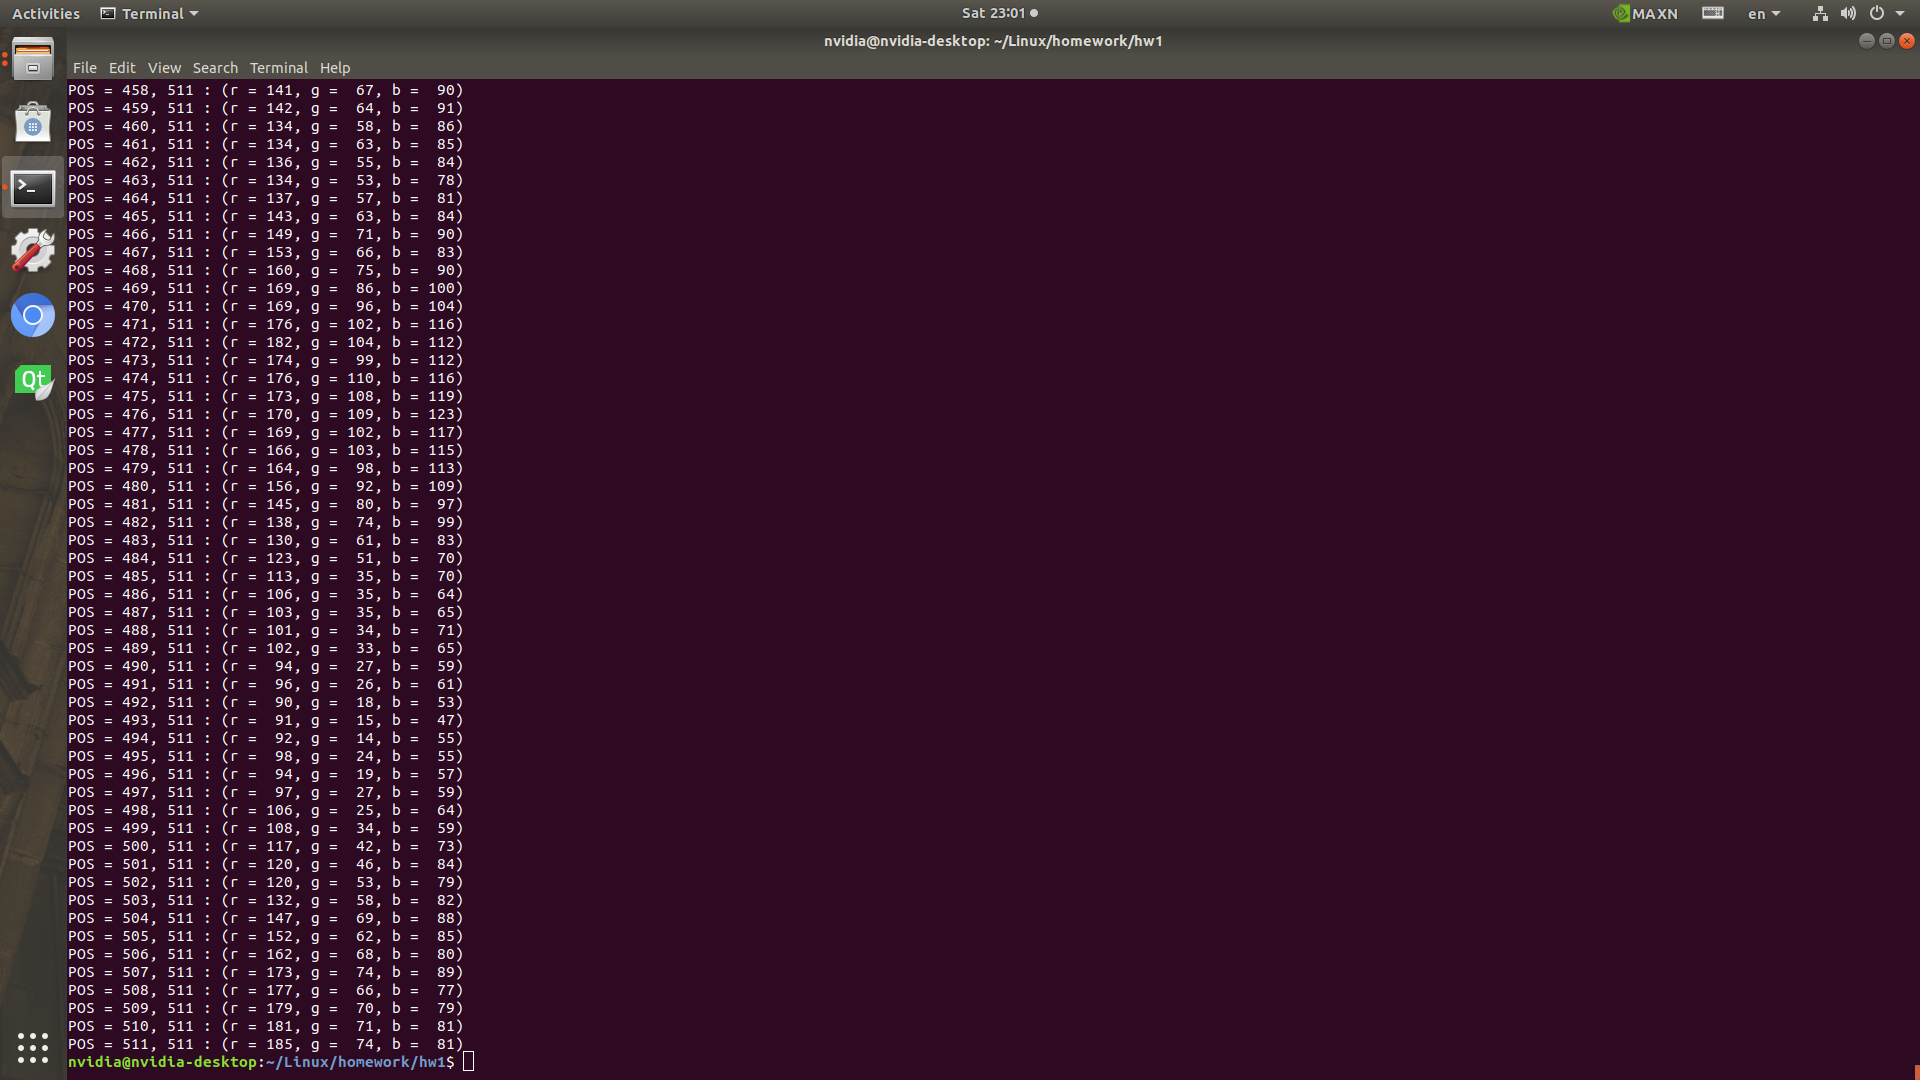 Activities Terminal Sat 23:01 MAXN en
nvidia@nvidia-desktop: ~/Linux/homework/hw1
File Edit View Search Terminal Help
POS = 458, 511 : (r = 141, g =  67, b =  90)
POS = 459, 511 : (r = 142, g =  64, b =  91)
POS = 460, 511 : (r = 134, g =  58, b =  86)
POS = 461, 511 : (r = 134, g =  63, b =  85)
POS = 462, 511 : (r = 136, g =  55, b =  84)
POS = 463, 511 : (r = 134, g =  53, b =  78)
POS = 464, 511 : (r = 137, g =  57, b =  81)
POS = 465, 511 : (r = 143, g =  63, b =  84)
POS = 466, 511 : (r = 149, g =  71, b =  90)
POS = 467, 511 : (r = 153, g =  66, b =  83)
POS = 468, 511 : (r = 160, g =  75, b =  90)
POS = 469, 511 : (r = 169, g =  86, b = 100)
POS = 470, 511 : (r = 169, g =  96, b = 104)
POS = 471, 511 : (r = 176, g = 102, b = 116)
POS = 472, 511 : (r = 182, g = 104, b = 112)
POS = 473, 511 : (r = 174, g =  99, b = 112)
POS = 474, 511 : (r = 176, g = 110, b = 116)
POS = 475, 511 : (r = 173, g = 108, b = 119)
POS = 476, 511 : (r = 170, g = 109, b = 123)
POS = 477, 511 : (r = 169, g = 102, b = 117)
POS = 478, 511 : (r = 166, g = 103, b = 115)
POS = 479, 511 : (r = 164, g =  98, b = 113)
POS = 480, 511 : (r = 156, g =  92, b = 109)
POS = 481, 511 : (r = 145, g =  80, b =  97)
POS = 482, 511 : (r = 138, g =  74, b =  99)
POS = 483, 511 : (r = 130, g =  61, b =  83)
POS = 484, 511 : (r = 123, g =  51, b =  70)
POS = 485, 511 : (r = 113, g =  35, b =  70)
POS = 486, 511 : (r = 106, g =  35, b =  64)
POS = 487, 511 : (r = 103, g =  35, b =  65)
POS = 488, 511 : (r = 101, g =  34, b =  71)
POS = 489, 511 : (r = 102, g =  33, b =  65)
POS = 490, 511 : (r =  94, g =  27, b =  59)
POS = 491, 511 : (r =  96, g =  26, b =  61)
POS = 492, 511 : (r =  90, g =  18, b =  53)
POS = 493, 511 : (r =  91, g =  15, b =  47)
POS = 494, 511 : (r =  92, g =  14, b =  55)
POS = 495, 511 : (r =  98, g =  24, b =  55)
POS = 496, 511 : (r =  94, g =  19, b =  57)
POS = 497, 511 : (r =  97, g =  27, b =  59)
POS = 498, 511 : (r = 106, g =  25, b =  64)
POS = 499, 511 : (r = 108, g =  34, b =  59)
POS = 500, 511 : (r = 117, g =  42, b =  73)
POS = 501, 511 : (r = 120, g =  46, b =  84)
POS = 502, 511 : (r = 120, g =  53, b =  79)
POS = 503, 511 : (r = 132, g =  58, b =  82)
POS = 504, 511 : (r = 147, g =  69, b =  88)
POS = 505, 511 : (r = 152, g =  62, b =  85)
POS = 506, 511 : (r = 162, g =  68, b =  80)
POS = 507, 511 : (r = 173, g =  74, b =  89)
POS = 508, 511 : (r = 177, g =  66, b =  77)
POS = 509, 511 : (r = 179, g =  70, b =  79)
POS = 510, 511 : (r = 181, g =  71, b =  81)
POS = 511, 511 : (r = 185, g =  74, b =  81)
nvidia@nvidia-desktop:~/Linux/homework/hw1$
Qt